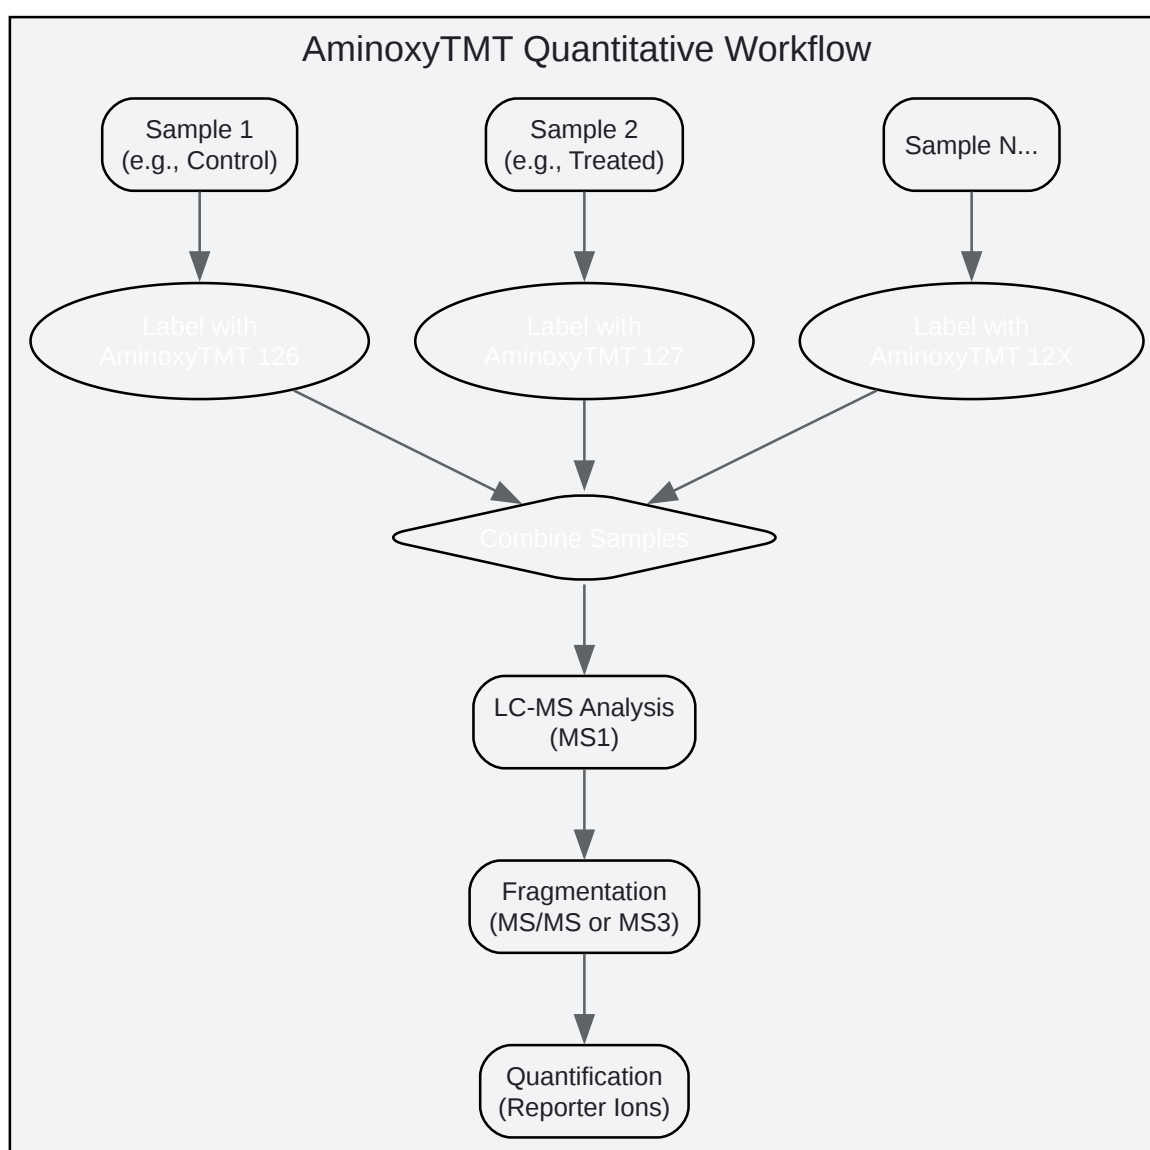 AminoxyTMT Quantitative Workflow
Sample 1
(e.g., Control)
Sample 2
(e.g., Treated)
Sample N...
Label with
AminoxyTMT 126
Label with
AminoxyTMT 127
Label with
AminoxyTMT 12X
Combine Samples
LC-MS Analysis
(MS1)
Fragmentation
(MS/MS or MS3)
Quantification
(Reporter Ions)